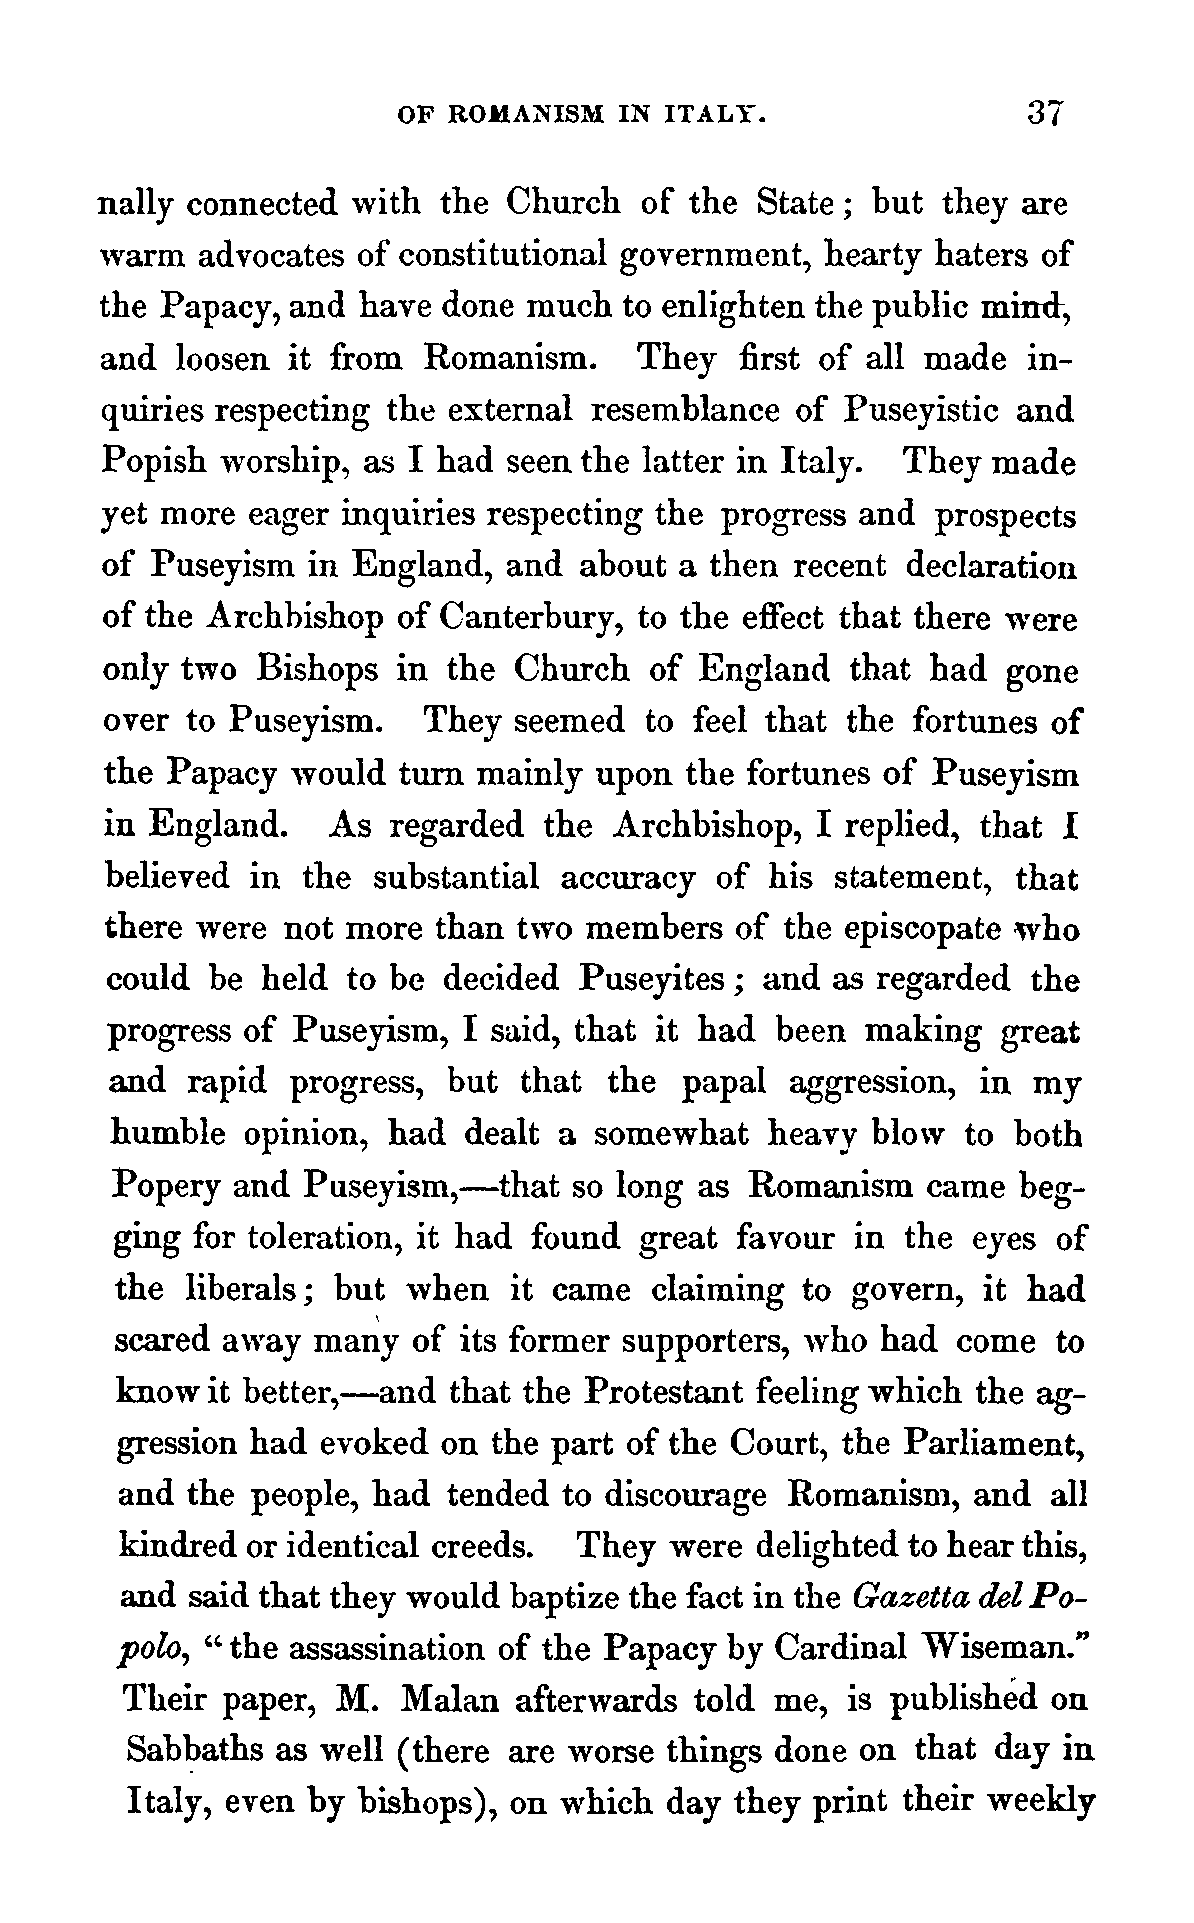 OF ROMANISM IN ITALY. 37
nally connected with the Church of the State; but they are
warm advocates of constitutional government, hearty haters of
the Papacy, and have done much to enlighten the public mind,
and loosen it from Romanism. They first of all made in-
quiries respecting the external resemblance of Puseyistic and
Popish worship, as I had seen the latter in Italy. They made
yet more eager inquiries respecting the progress and prospects
of Puseyism in England, and about a then recent declaration
of the Archbishop of Canterbury, to the effect that there were
only two Bishops in the Church of England that had gone
over to Puseyism. They seemed to feel that the fortunes of
the Papacy would turn mainly upon the fortunes of Puseyism
in England. As regarded the Archbishop, I replied, that I
believed in the substantial accuracy of his statement, that
there were not more than two members of the episcopate who
could be held to be decided Puseyites; and as regarded the
progress of Puseyism, I said, that it had been making great
and rapid progress, but that the papal aggression, in my
humble opinion, had dealt a somewhat heavy blow to both
Popery and Puseyism,—that so long as Romanism came beg-
ging for toleration, it had found great favour in the eyes of
the liberals; but when it came claiming to govern, it had
scared away many of its former supporters, who had come to
know it better,—and that the Protestant feeling which the ag-
gression had evoked on the part of the Court, the Parliament,
and the people, had tended to discourage Romanism, and all
kindred or identical creeds. They were delighted to hear this,
and said that they would baptize the fact in the Gazetta del Po-
polo, "the assassination of the Papacy by Cardinal Wiseman."
Their paper, M. Malan afterwards told me, is published on
Sabbaths as well (there are worse things done on that day in
Italy, even by bishops), on which day they print their weekly